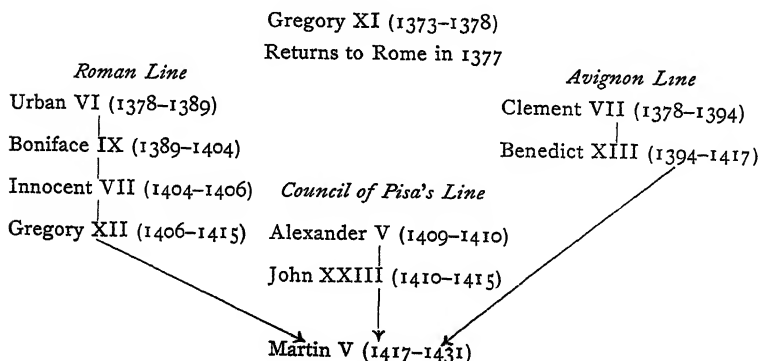 Gregory XI (1373–1378)
Returns to Rome in 1377
Roman Line
Urban VI (1378–1389)
Boniface IX (1389–1404)
Innocent VII (1404–1406)
Gregory XII (1406–1415)
Avignon Line
Clement VII (1378–1394)
Benedict XIII (1394–1417)
Council of Pisa's Line
Alexander V (1409–1410)
John XXIII (1410–1415)
Martin V (1417–1431)